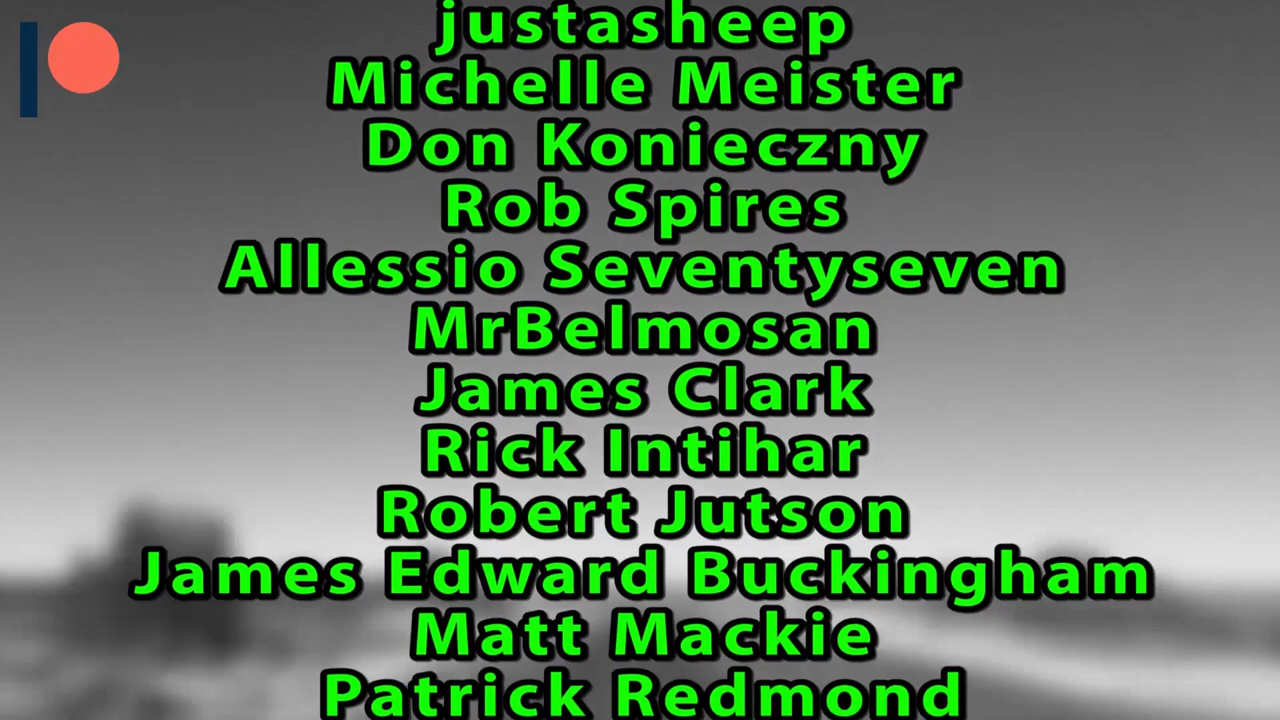 justasheep
Michelle Meister
Don Konieczny
Rob Spires
Allessio Seventyseven
MrBelmosan
James Clark
Rick Intihar
Robert Jutson
James Edward Buckingham
Matt Mackie
Patrick Redmond